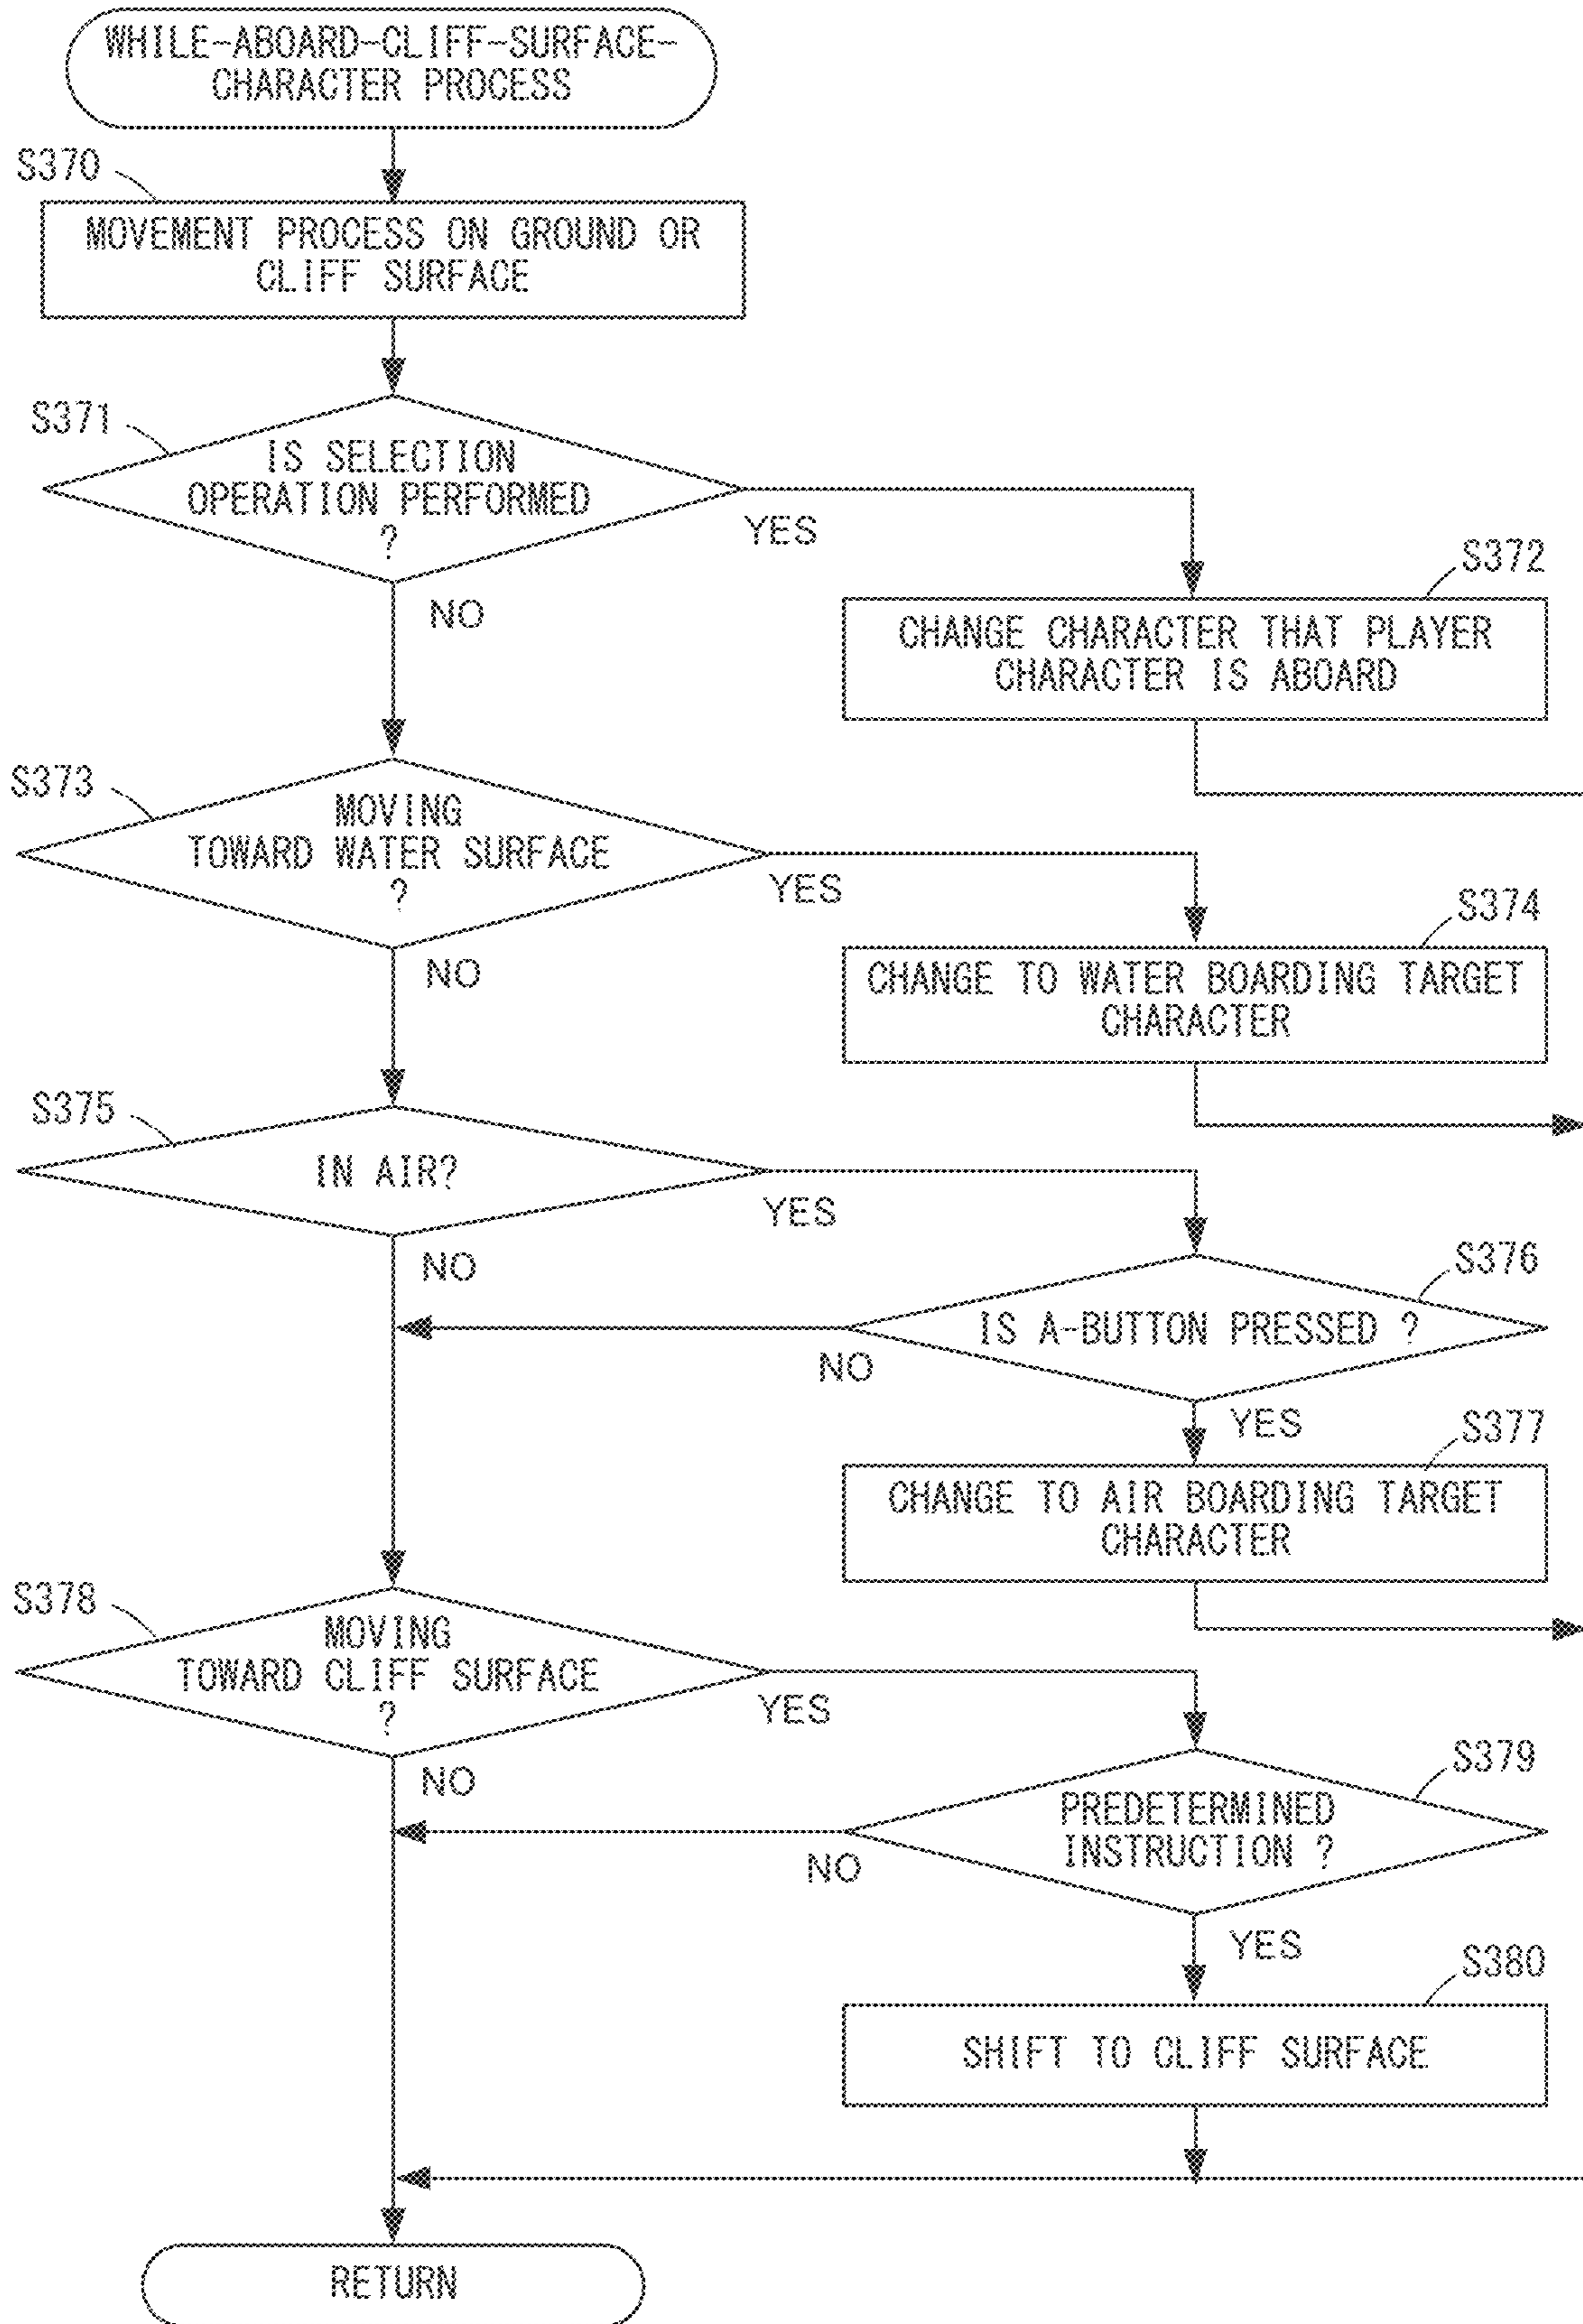 WHILE-ABOARD-CLIFF-SURFACE-
CHARACTER PROCESS
S370
MOVEMENT PROCESS ON GROUND OR
CLIFF SURFACE
S371
IS SELECTION
OPERATION PERFORMED
?
YES
NO
S372
CHANGE CHARACTER THAT PLAYER
CHARACTER IS ABOARD
S373
MOVING
TOWARD WATER SURFACE
?
YES
NO
S374
CHANGE TO WATER BOARDING TARGET
CHARACTER
S375
IN AIR?
YES
NO
S376
IS A-BUTTON PRESSED ?
NO
YES
S377
CHANGE TO AIR BOARDING TARGET
CHARACTER
S378
MOVING
TOWARD CLIFF SURFACE
?
YES
NO
S379
PREDETERMINED
INSTRUCTION ?
NO
YES
S380
SHIFT TO CLIFF SURFACE
RETURN